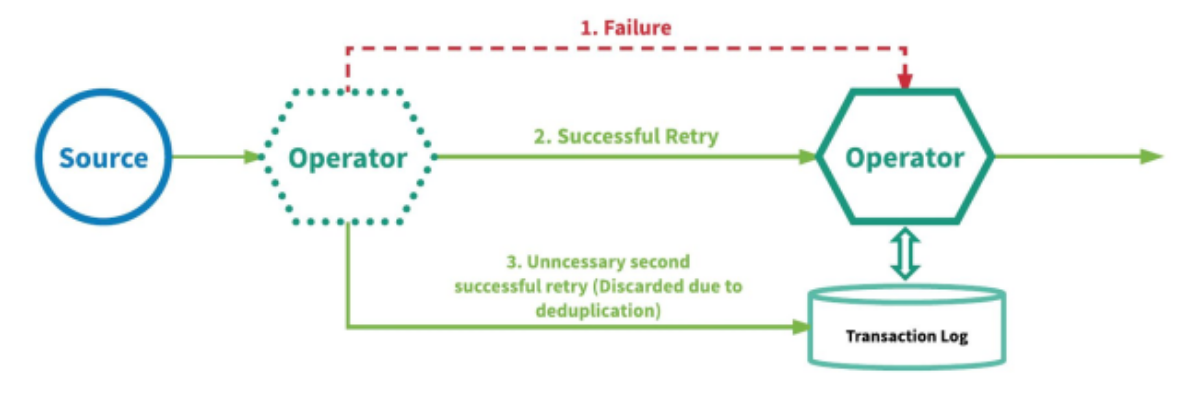 1. Failure
Source
Operator
2. Successful Retry
Operator
3. Unncessary second
successful retry (Discarded due to
deduplication)
Transaction Log